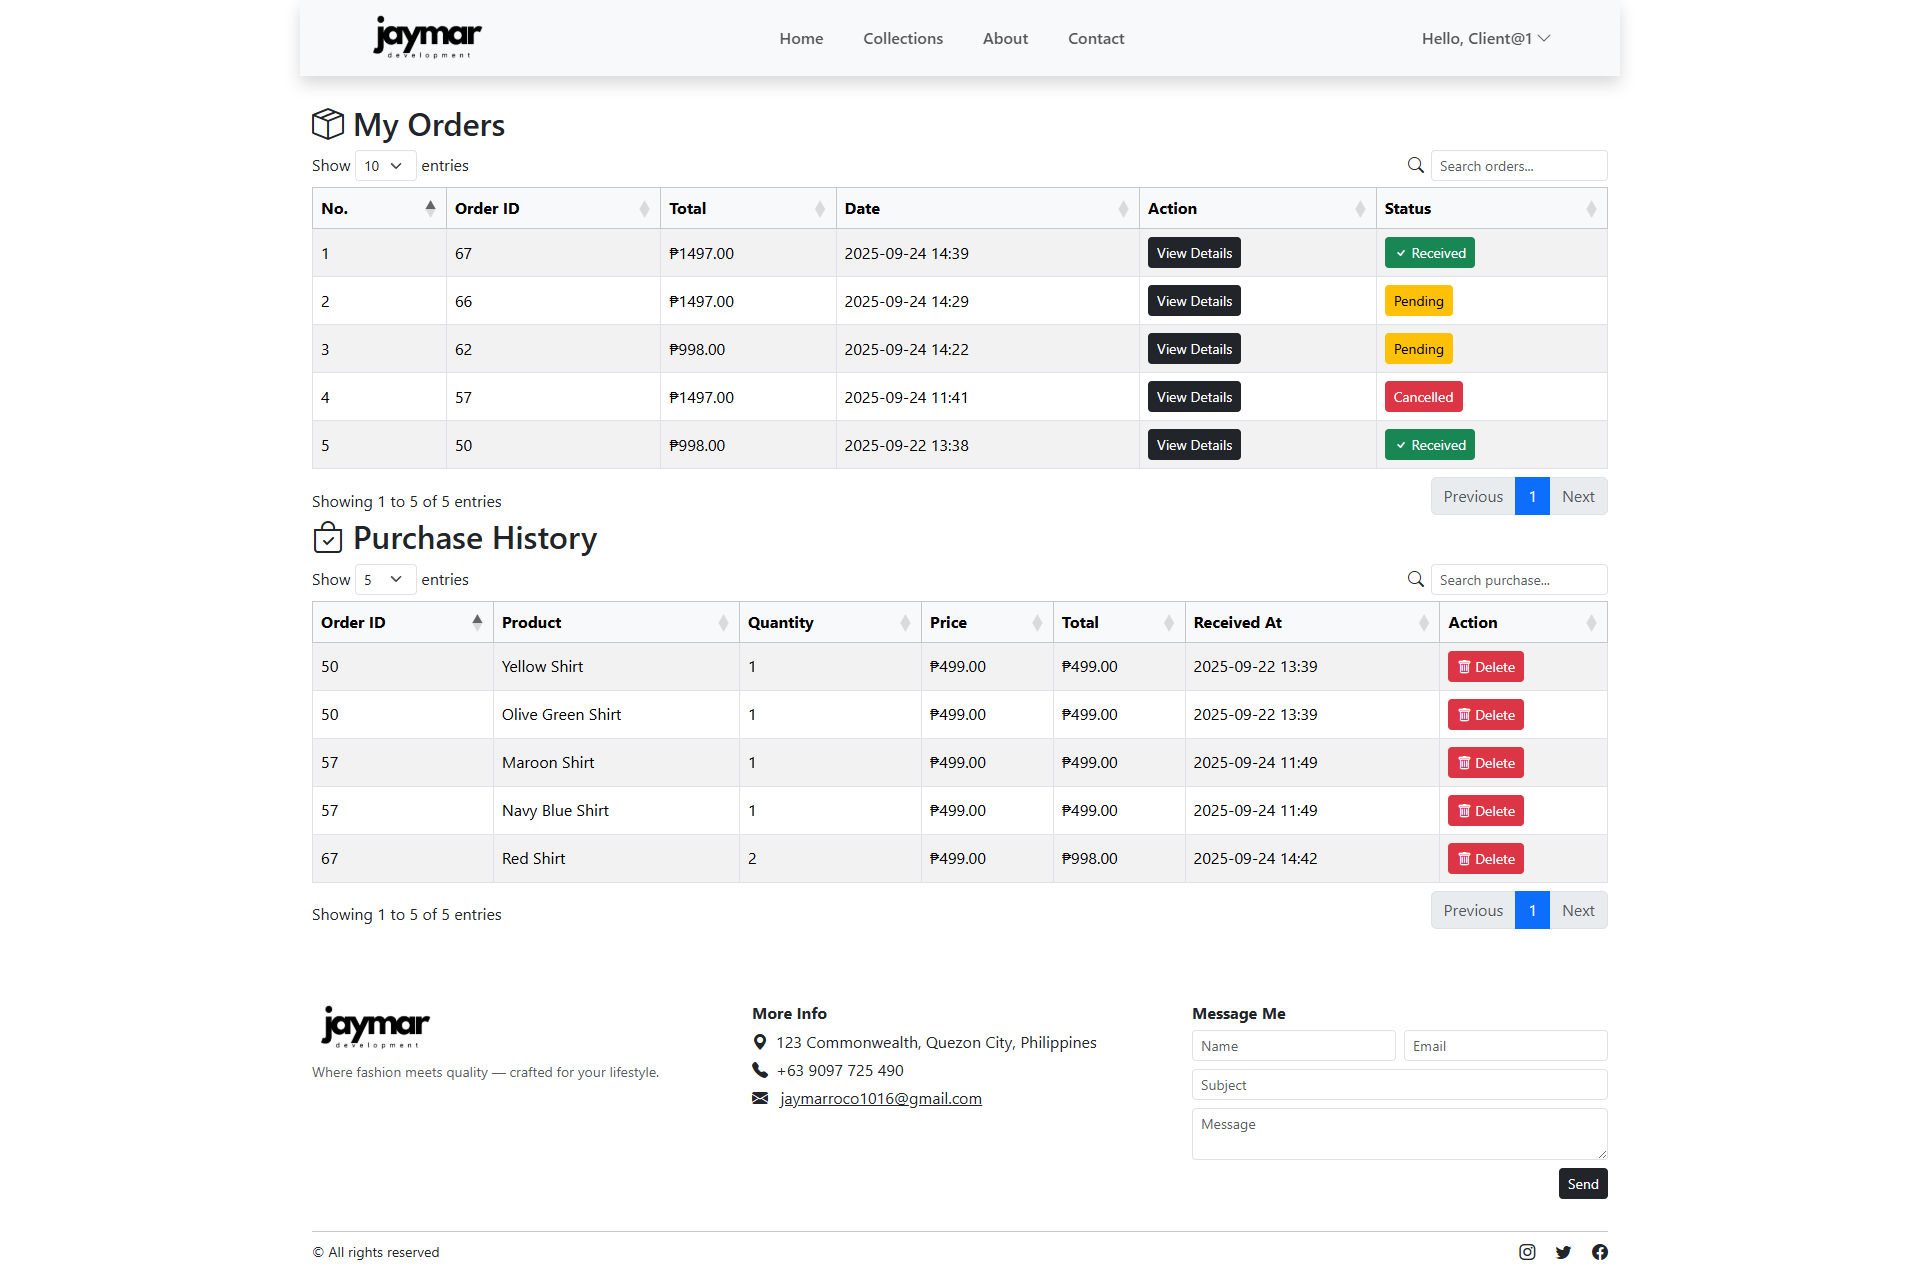 jaymar
development
Home Collections About Contact Hello, Client@1
My Orders
Show 10 entries Search orders...
No. Order ID Total Date Action Status
1 67 ₱1497.00 2025-09-24 14:39 View Details Received
2 66 ₱1497.00 2025-09-24 14:29 View Details Pending
3 62 ₱998.00 2025-09-24 14:22 View Details Pending
4 57 ₱1497.00 2025-09-24 11:41 View Details Cancelled
5 50 ₱998.00 2025-09-22 13:38 View Details Received
Showing 1 to 5 of 5 entries Previous 1 Next
Purchase History
Show 5 entries Search purchase...
Order ID Product Quantity Price Total Received At Action
50 Yellow Shirt 1 ₱499.00 ₱499.00 2025-09-22 13:39 Delete
50 Olive Green Shirt 1 ₱499.00 ₱499.00 2025-09-22 13:39 Delete
57 Maroon Shirt 1 ₱499.00 ₱499.00 2025-09-24 11:49 Delete
57 Navy Blue Shirt 1 ₱499.00 ₱499.00 2025-09-24 11:49 Delete
67 Red Shirt 2 ₱499.00 ₱998.00 2025-09-24 14:42 Delete
Showing 1 to 5 of 5 entries Previous 1 Next
jaymar
development
Where fashion meets quality — crafted for your lifestyle.
More Info
123 Commonwealth, Quezon City, Philippines
+63 9097 725 490
jaymarroco1016@gmail.com
Message Me
Name Email
Subject
Message
Send
© All rights reserved